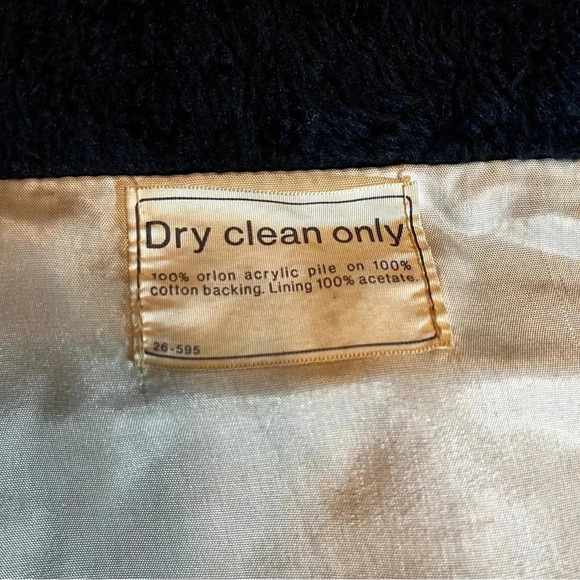 Dry clean only
100% orlon acrylic pile on 100%
cotton backing. Lining 100% acetate.
26-595